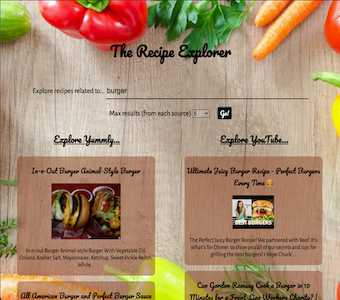 The Recipe Explorer
Explore recipes related to... burger
Max results (from each source) 5 Go!
Explore Yummly...
In-n-Out Burger Animal-Style Burger
In-n-out Burger Animal-style Burger With Vegetable Oil,
Onions, Kosher Salt, Mayonnaise, Ketchup, Sweet Pickle Relish,
White...
All American Burger and Perfect Burger Sauce
Explore YouTube...
Ultimate Juicy Burger Recipe - Perfect Burgers
Every Time 🍔
BEST BURGERS
The Perfect Juicy Burger Recipe! We partnered with Beef. It's
What's For Dinner. to show you all of our secrets and tips for
grilling the best burgers! I hope Chuck
Can Gordon Ramsay Cook a Burger in 10
Minutes for a Front-Line Workers Charity? |